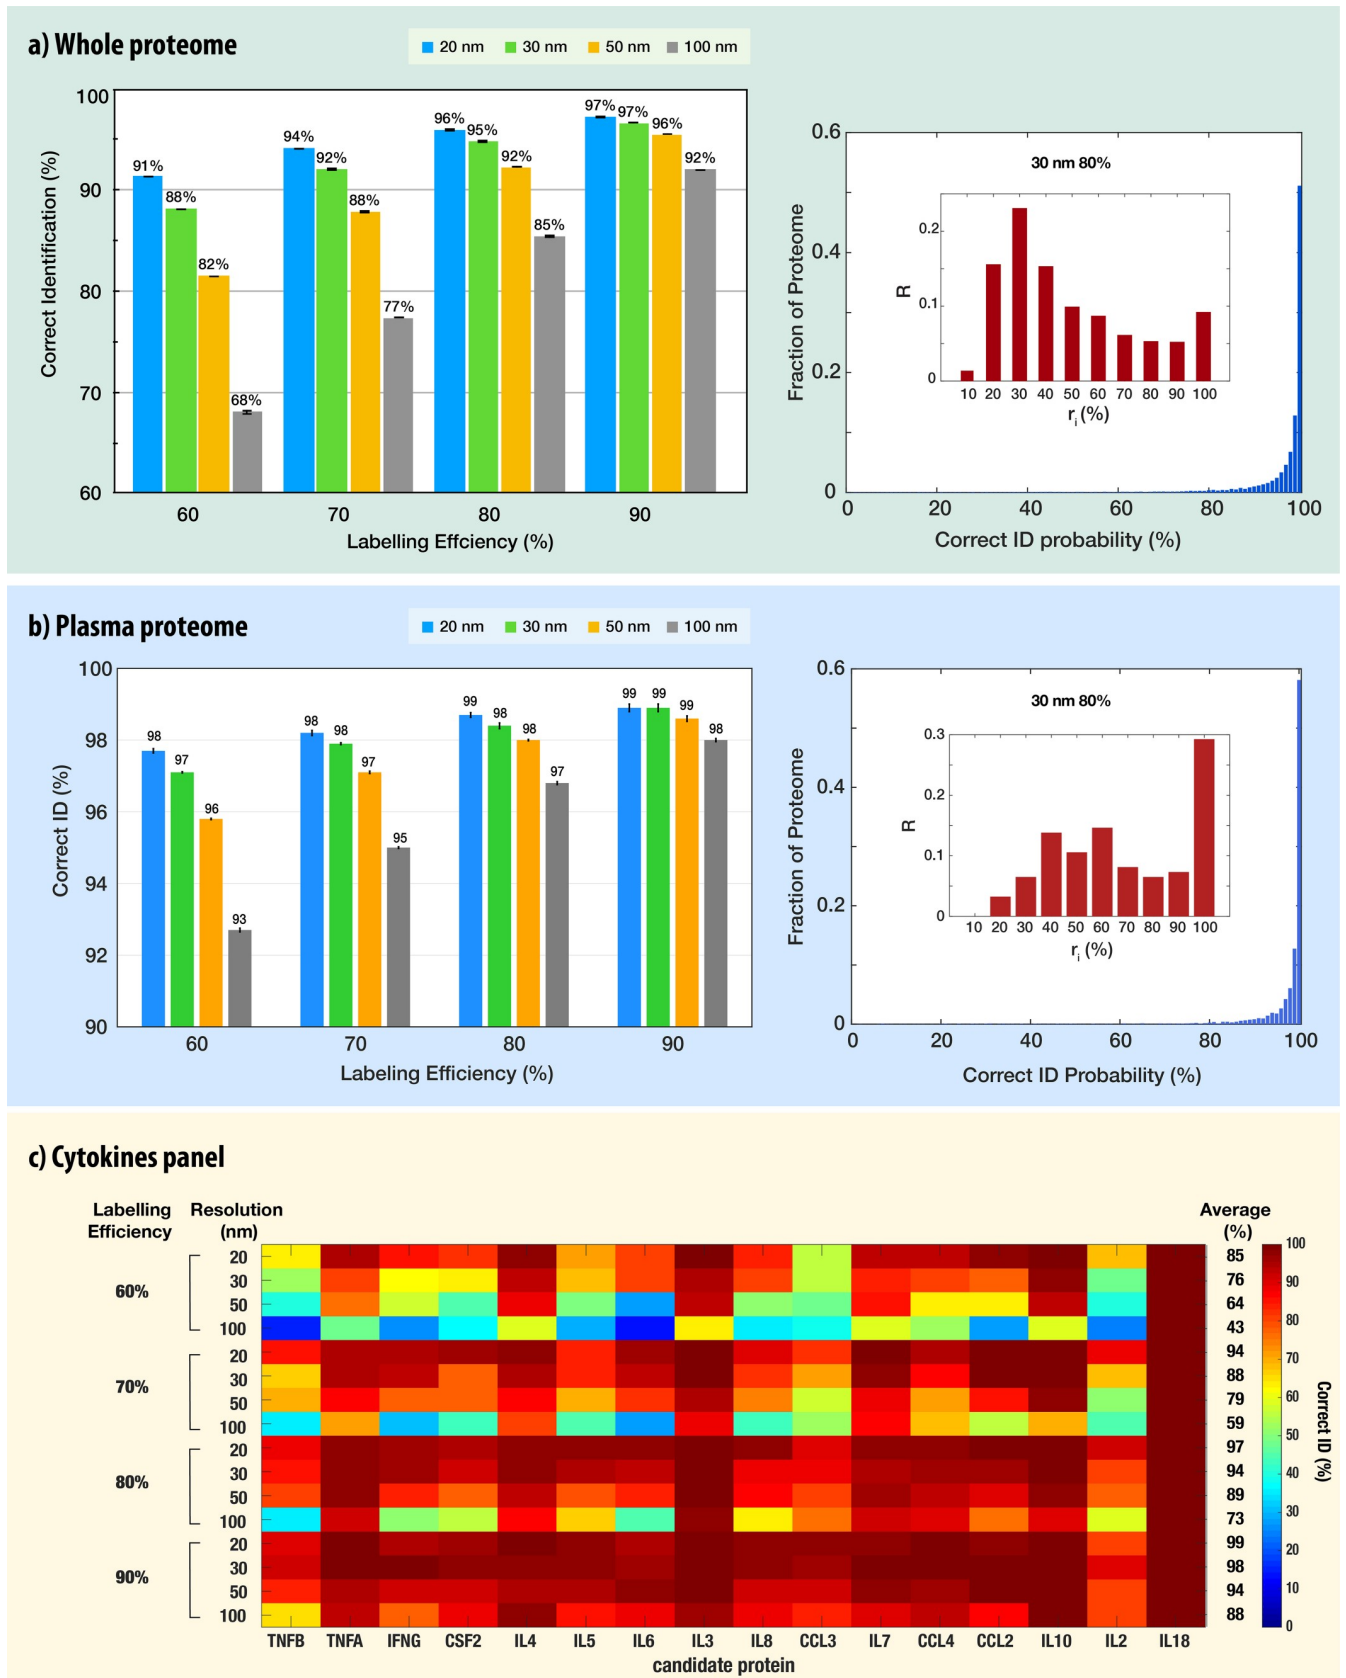 a) Whole proteome
20 nm 30 nm 50 nm 100 nm
Correct Identification (%)
100
90
80
70
60
91% 88% 82% 68%
94% 92% 88% 77%
96% 95% 92% 85%
97% 97% 96% 92%
60 70 80 90
Labelling Effciency (%)
Fraction of Proteome
0.6
0.4
0.2
0
0 20 40 60 80 100
Correct ID probability (%)
30 nm 80%
R
0.2
0.1
0
10 20 30 40 50 60 70 80 90 100
ri (%)
b) Plasma proteome
20 nm 30 nm 50 nm 100 nm
Correct ID (%)
100
98
96
94
92
90
98 97 96 93
98 98 97 95
99 98 98 97
99 99 99 98
60 70 80 90
Labeling Efficiency (%)
Fraction of Proteome
0.6
0.4
0.2
0
0 20 40 60 80 100
Correct ID Probability (%)
30 nm 80%
R
0.3
0.2
0.1
0
10 20 30 40 50 60 70 80 90 100
ri (%)
c) Cytokines panel
Labelling Resolution Average
Efficiency (nm) (%)
20 85
30 76
60%
50 64
100 43
20 94
30 88
70%
50 79
100 59
20 97
30 94
80%
50 89
100 73
20 99
30 98
90%
50 94
100 88
TNFB TNFA IFNG CSF2 IL4 IL5 IL6 IL3 IL8 CCL3 IL7 CCL4 CCL2 IL10 IL2 IL18
candidate protein
100
90
80
70
60
50
40
30
20
10
0
Correct ID (%)